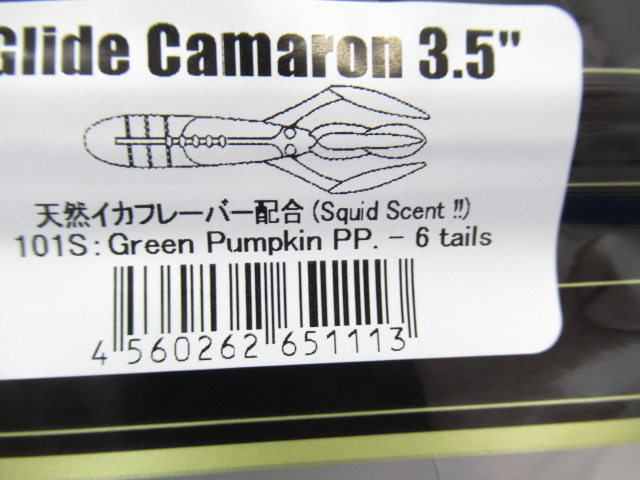 Glide Camaron 3.5"
天然イカフレーバー配合 (Squid Scent !!)
101S: Green Pumpkin PP. - 6 tails
4 560262 651113